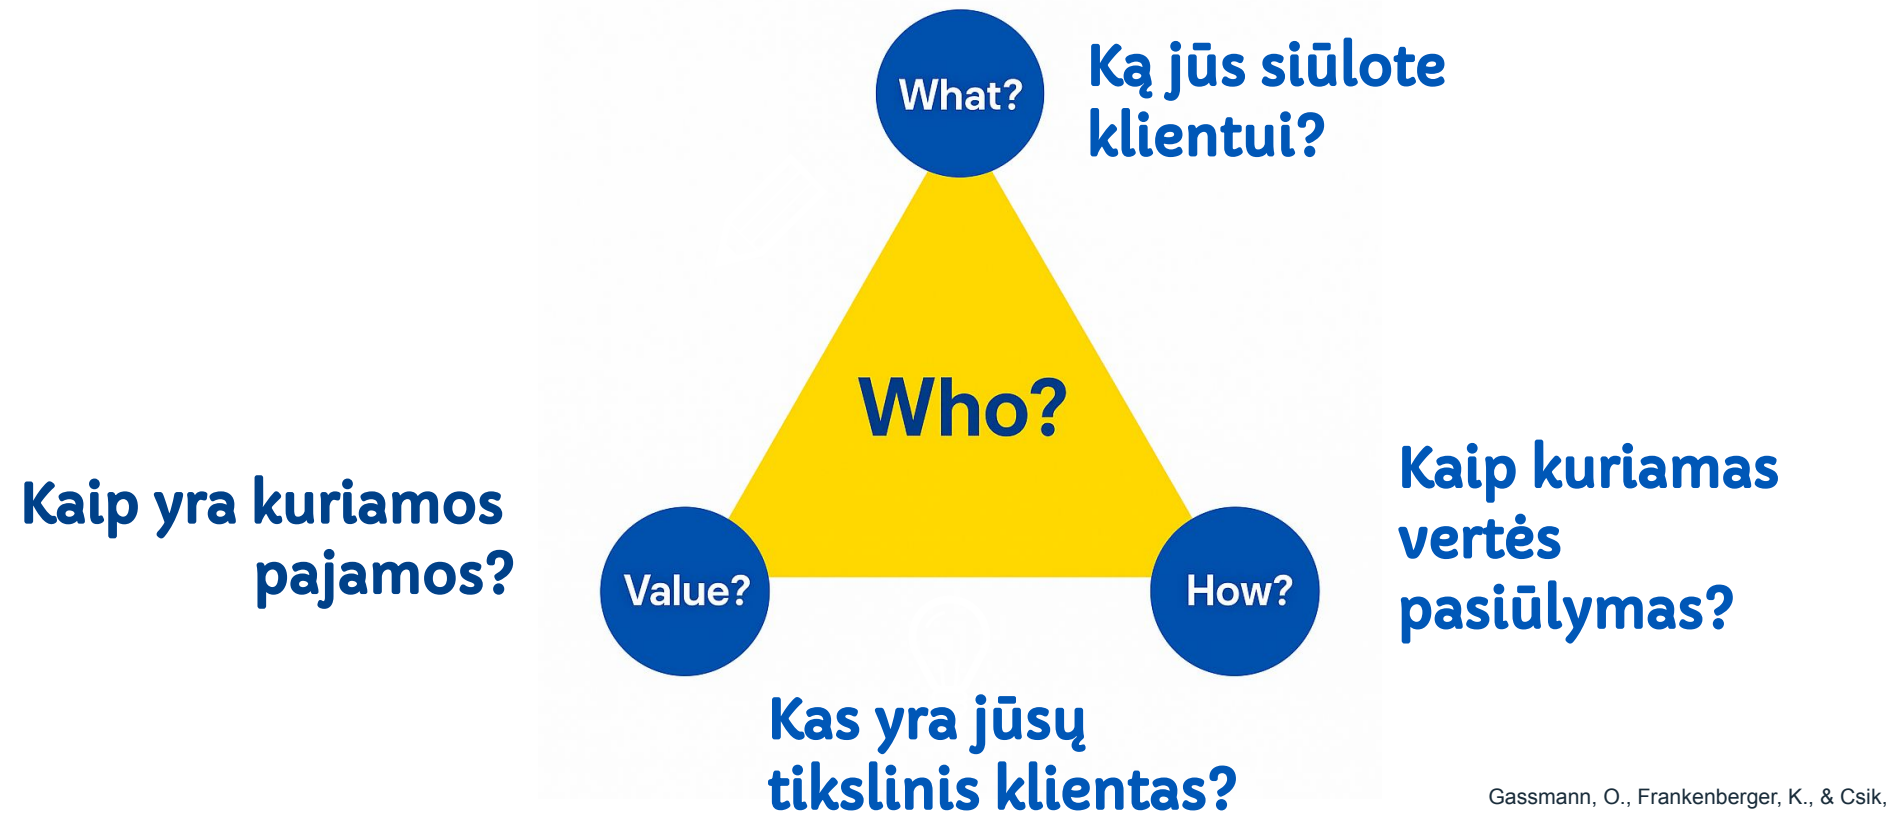 What?
Ką jūs siūlote
klientui?
Who?
Kaip yra kuriamos
pajamos?
Value?
How?
Kaip kuriamas
vertės
pasiūlymas?
Kas yra jūsų
tikslinis klientas?
Gassmann, O., Frankenberger, K., & Csik,